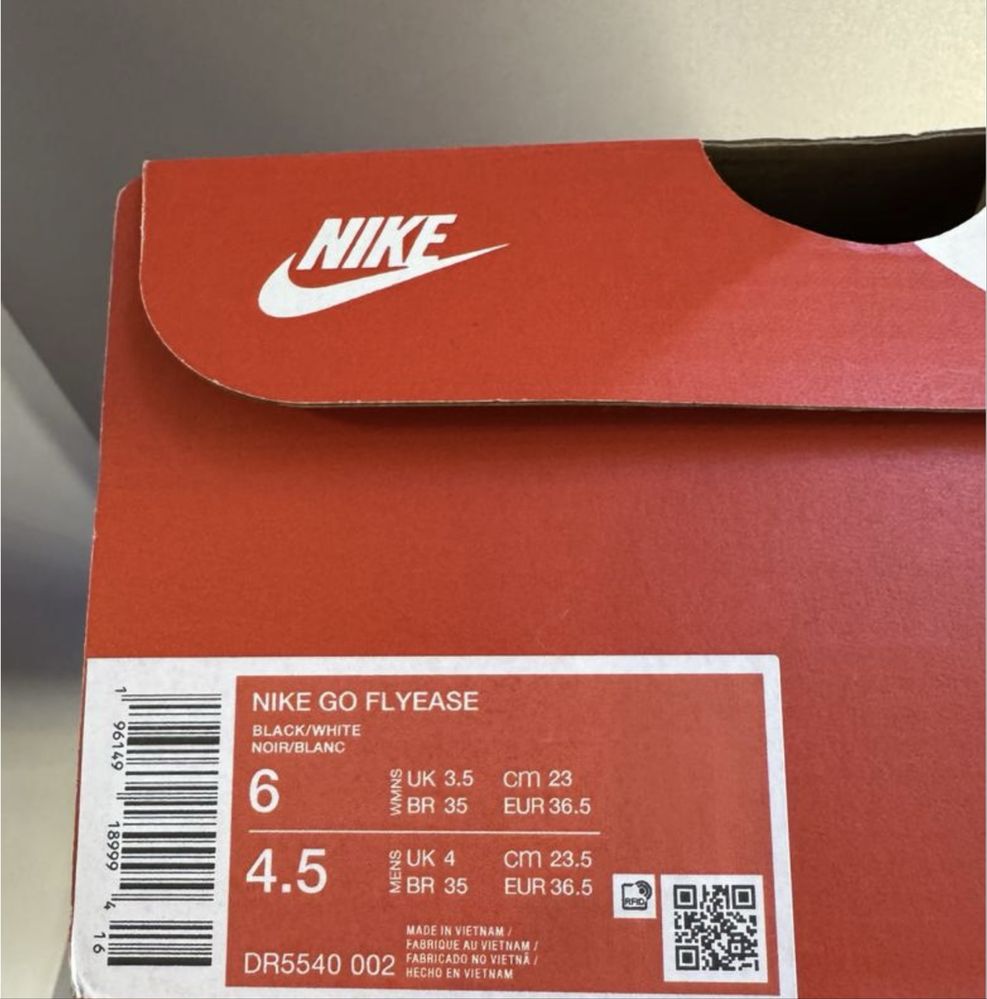 NIKE
NIKE GO FLYEASE
BLACK/WHITE
NOIR/BLANC
6 WMNS UK 3.5 cm 23
BR 35 EUR 36.5
4.5 MENS UK 4 cm 23.5
BR 35 EUR 36.5
RFID
DR5540 002
MADE IN VIETNAM /
FABRIQUE AU VIETNAM /
FABRICADO NO VIETNÃ /
HECHO EN VIETNAM
1 96149 18999 4 16